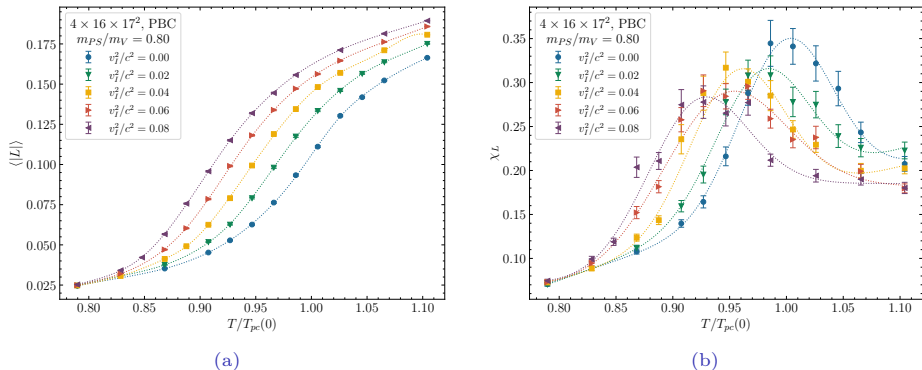 4 × 16 × 17², PBC
m_PS/m_V = 0.80
v_I²/c² = 0.00
v_I²/c² = 0.02
v_I²/c² = 0.04
v_I²/c² = 0.06
v_I²/c² = 0.08
⟨|L|⟩
0.175
0.150
0.125
0.100
0.075
0.050
0.025
0.80 0.85 0.90 0.95 1.00 1.05 1.10
T/T_pc(0)
(a)
4 × 16 × 17², PBC
m_PS/m_V = 0.80
v_I²/c² = 0.00
v_I²/c² = 0.02
v_I²/c² = 0.04
v_I²/c² = 0.06
v_I²/c² = 0.08
χ_L
0.35
0.30
0.25
0.20
0.15
0.10
0.80 0.85 0.90 0.95 1.00 1.05 1.10
T/T_pc(0)
(b)